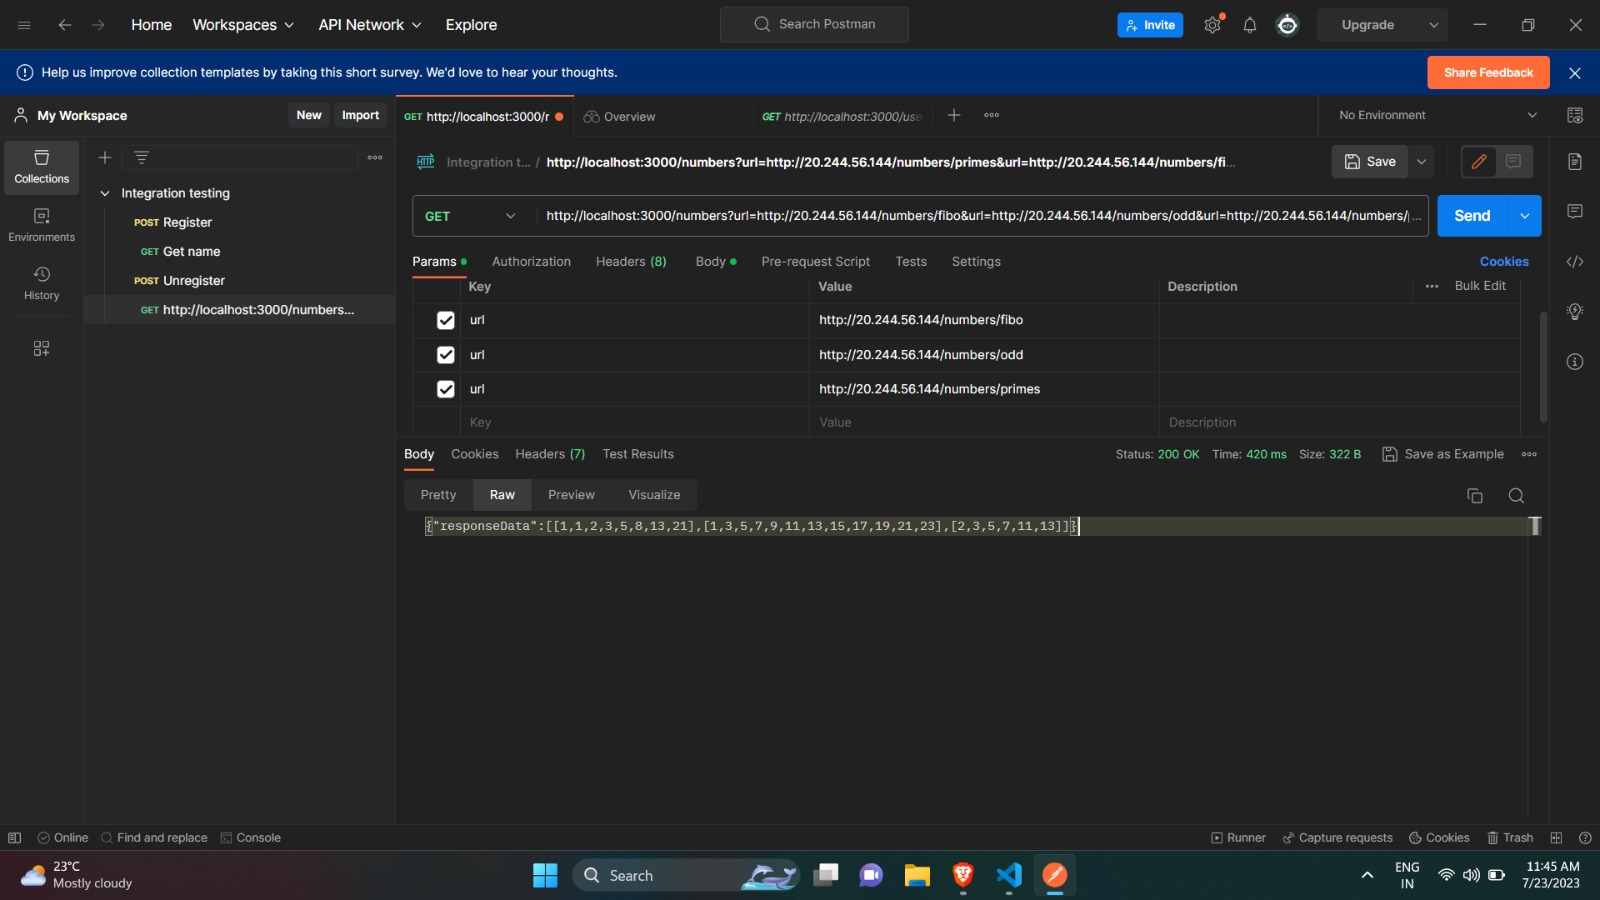 Home Workspaces API Network Explore Search Postman Invite Upgrade
Help us improve collection templates by taking this short survey. We'd love to hear your thoughts. Share Feedback
My Workspace New Import GET http://localhost:3000/r Overview GET http://localhost:3000/use No Environment
Collections
Environments
History
Integration testing
POST Register
GET Get name
POST Unregister
GET http://localhost:3000/numbers...
HTTP Integration t... / http://localhost:3000/numbers?url=http://20.244.56.144/numbers/primes&url=http://20.244.56.144/numbers/fi... Save
GET http://localhost:3000/numbers?url=http://20.244.56.144/numbers/fibo&url=http://20.244.56.144/numbers/odd&url=http://20.244.56.144/numbers/... Send
Params Authorization Headers (8) Body Pre-request Script Tests Settings Cookies
Key Value Description Bulk Edit
url http://20.244.56.144/numbers/fibo
url http://20.244.56.144/numbers/odd
url http://20.244.56.144/numbers/primes
Key Value Description
Body Cookies Headers (7) Test Results Status: 200 OK Time: 420 ms Size: 322 B Save as Example
Pretty Raw Preview Visualize
{"responseData":[[1,1,2,3,5,8,13,21],[1,3,5,7,9,11,13,15,17,19,21,23],[2,3,5,7,11,13]]}
Online Find and replace Console Runner Capture requests Cookies Trash
23°C
Mostly cloudy
Search
ENG
IN
11:45 AM
7/23/2023